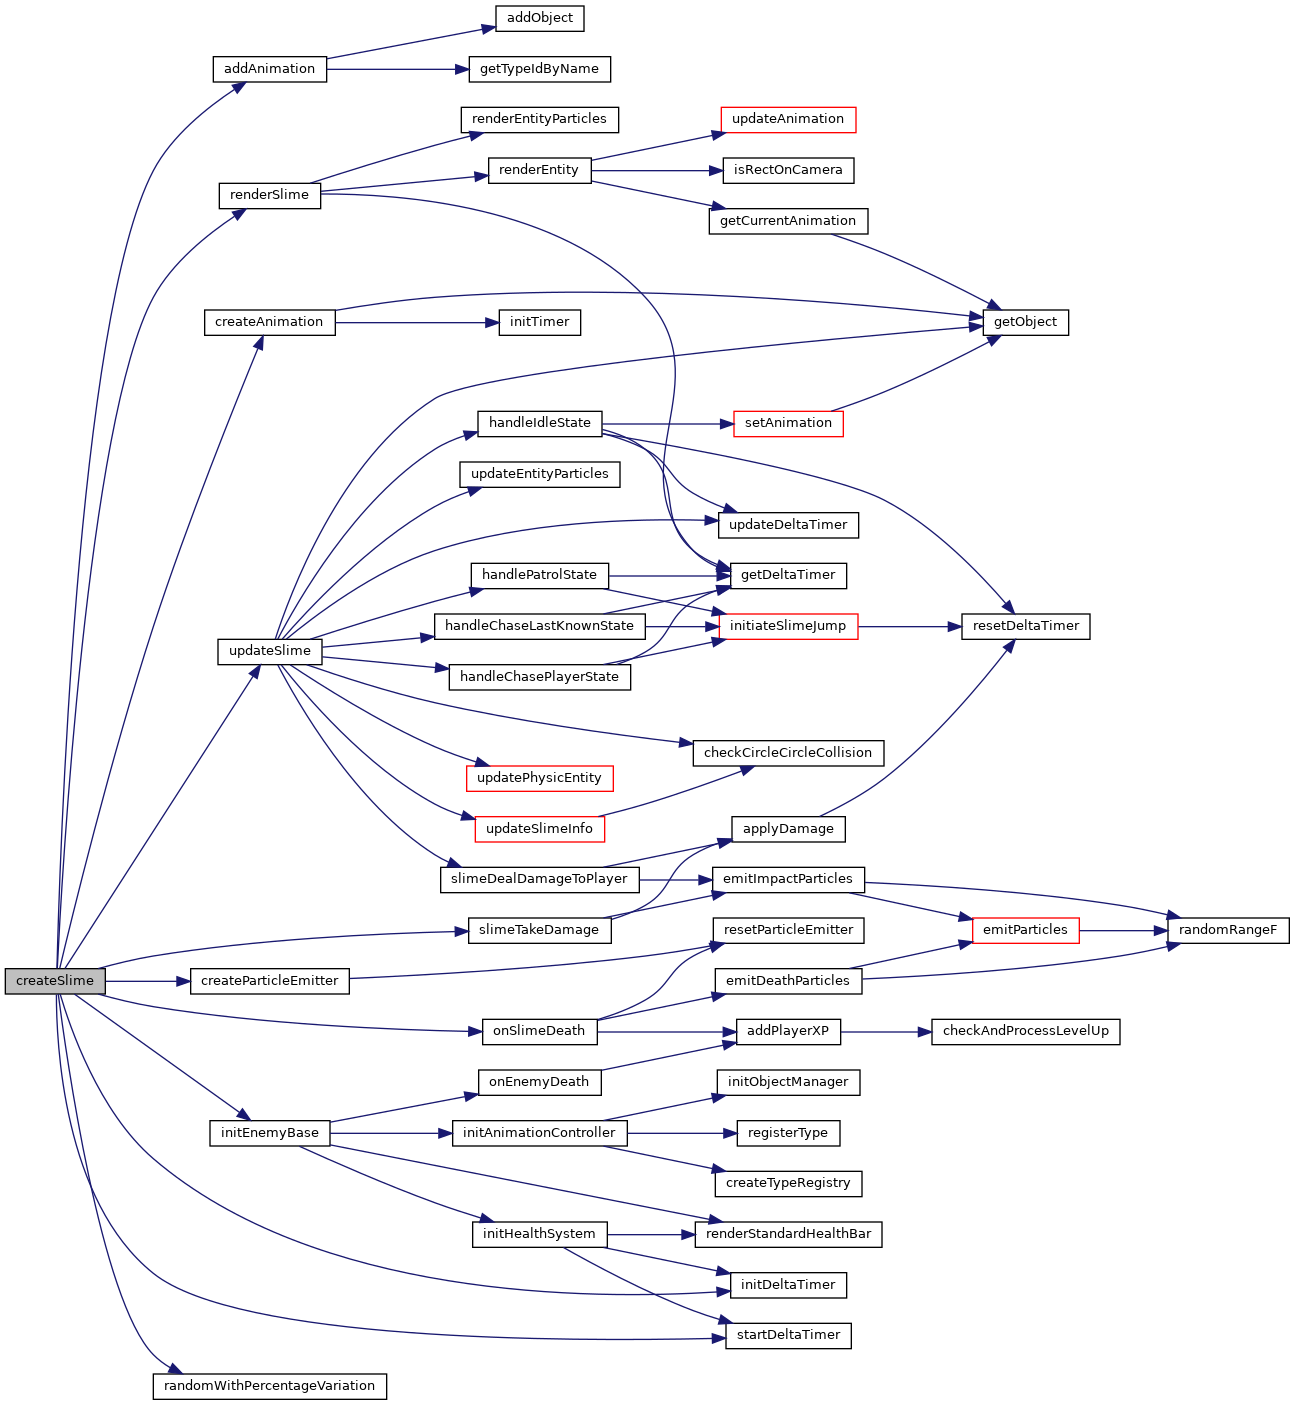 addObject
addAnimation
getTypeIdByName
renderEntityParticles
updateAnimation
renderEntity
isRectOnCamera
renderSlime
getCurrentAnimation
createAnimation
initTimer
getObject
handleIdleState
setAnimation
updateEntityParticles
updateDeltaTimer
handlePatrolState
getDeltaTimer
handleChaseLastKnownState
initiateSlimeJump
resetDeltaTimer
updateSlime
handleChasePlayerState
checkCircleCircleCollision
updatePhysicEntity
updateSlimeInfo
applyDamage
slimeDealDamageToPlayer
emitImpactParticles
slimeTakeDamage
resetParticleEmitter
emitParticles
randomRangeF
createSlime
createParticleEmitter
emitDeathParticles
onSlimeDeath
addPlayerXP
checkAndProcessLevelUp
onEnemyDeath
initObjectManager
initEnemyBase
initAnimationController
registerType
createTypeRegistry
initHealthSystem
renderStandardHealthBar
initDeltaTimer
startDeltaTimer
randomWithPercentageVariation